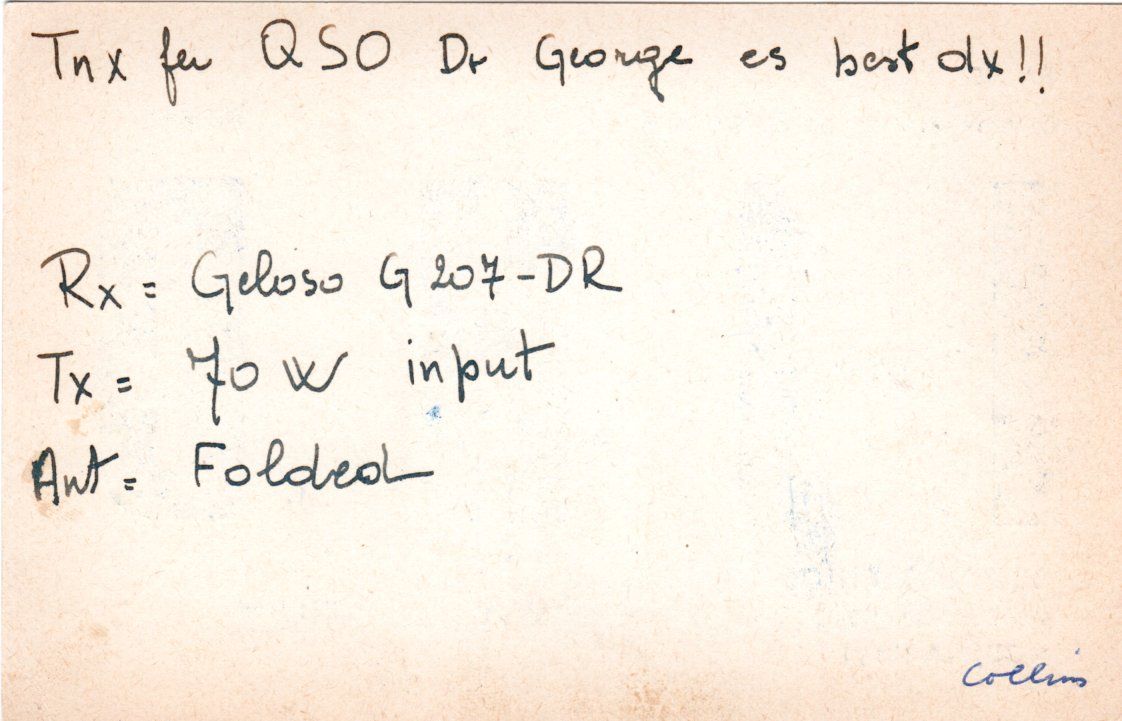 Tnx fer QSO Dr George es best dx!!
Rx = Geloso G 207-DR
Tx = 70 W input
Ant = Folded
Collins